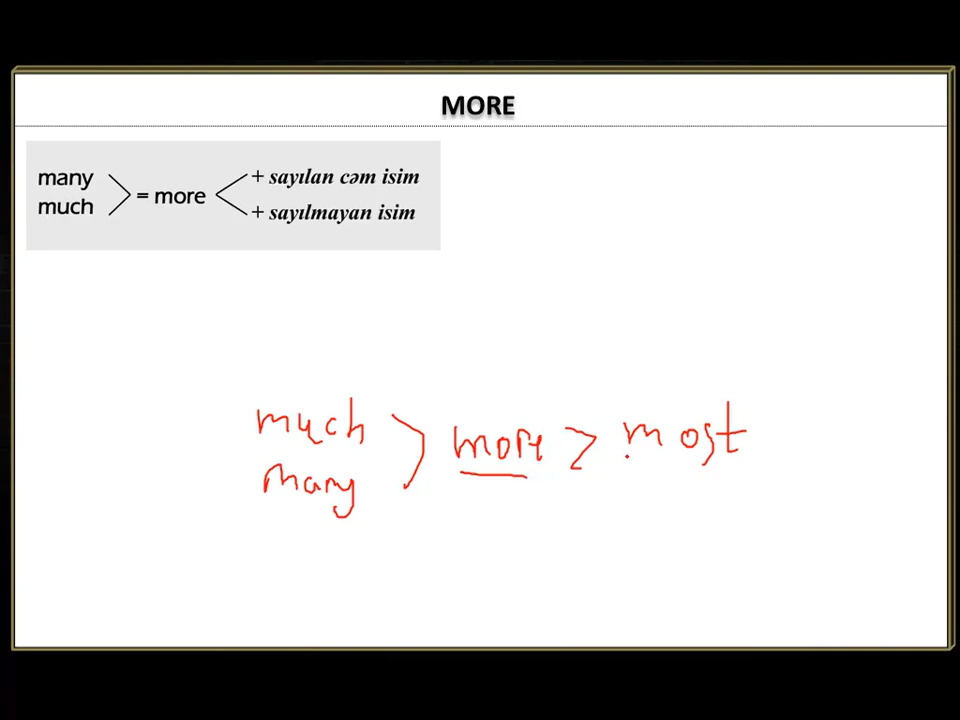 MORE
many
much
= more
+ sayılan cəm isim
+ sayılmayan isim
much
many
more > most